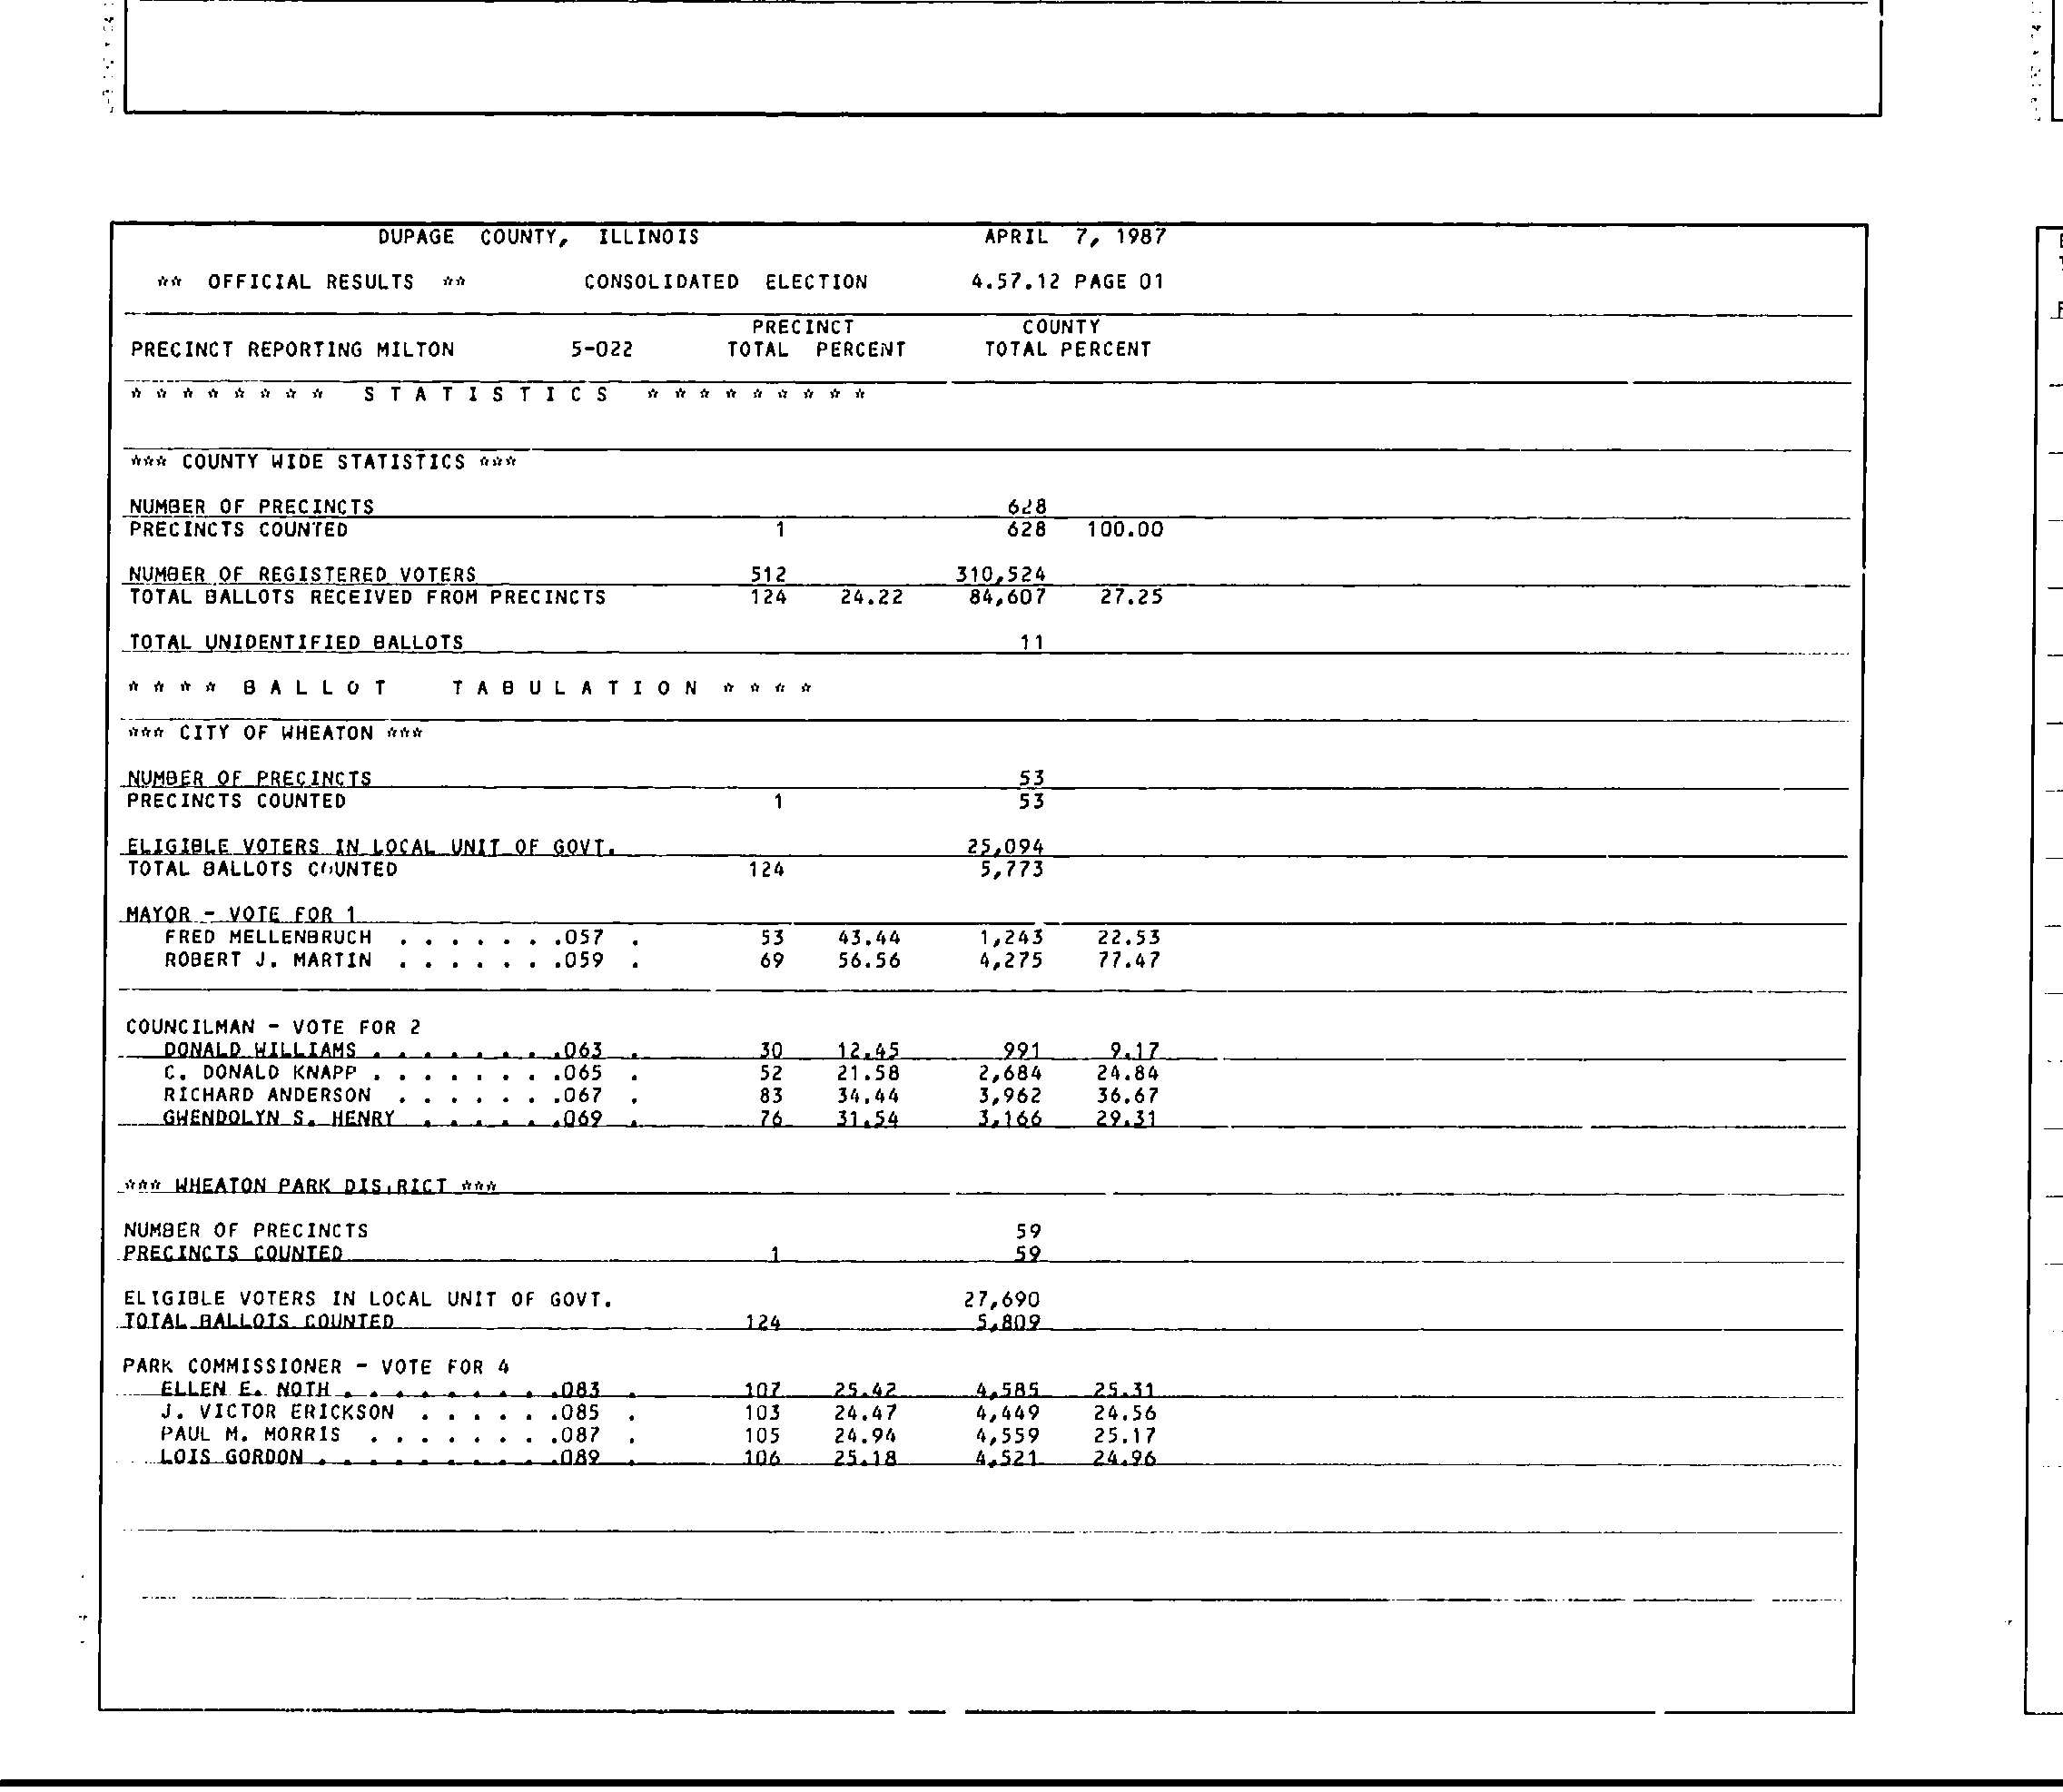 DUPAGE COUNTY, ILLINOIS APRIL 7, 1987
** OFFICIAL RESULTS ** CONSOLIDATED ELECTION 4.57.12 PAGE 01
PRECINCT COUNTY
PRECINCT REPORTING MILTON 5-022 TOTAL PERCENT TOTAL PERCENT
* * * * * * * * S T A T I S T I C S * * * * * * * * *
*** COUNTY WIDE STATISTICS ***
NUMBER OF PRECINCTS 628
PRECINCTS COUNTED 1 628 100.00
NUMBER OF REGISTERED VOTERS 512 310,524
TOTAL BALLOTS RECEIVED FROM PRECINCTS 124 24.22 84,607 27.25
TOTAL UNIDENTIFIED BALLOTS 11
* * * * B A L L O T T A B U L A T I O N * * * *
*** CITY OF WHEATON ***
NUMBER OF PRECINCTS 53
PRECINCTS COUNTED 1 53
ELIGIBLE VOTERS IN LOCAL UNIT OF GOVT. 25,094
TOTAL BALLOTS COUNTED 124 5,773
MAYOR - VOTE FOR 1
FRED MELLENBRUCH . . . . . . .057 . 53 43.44 1,243 22.53
ROBERT J. MARTIN . . . . . . .059 . 69 56.56 4,275 77.47
COUNCILMAN - VOTE FOR 2
DONALD WILLIAMS . . . . . . . .063 . 30 12.45 991 9.17
C. DONALD KNAPP . . . . . . . .065 . 52 21.58 2,684 24.84
RICHARD ANDERSON . . . . . . .067 . 83 34.44 3,962 36.67
GWENDOLYN S. HENRY . . . . . .069 . 76 31.54 3,166 29.31
*** WHEATON PARK DISTRICT ***
NUMBER OF PRECINCTS 59
PRECINCTS COUNTED 1 59
ELIGIBLE VOTERS IN LOCAL UNIT OF GOVT. 27,690
TOTAL BALLOTS COUNTED 124 5,809
PARK COMMISSIONER - VOTE FOR 4
ELLEN E. NOTH . . . . . . . . .083 . 107 25.42 4,585 25.31
J. VICTOR ERICKSON . . . . . .085 . 103 24.47 4,449 24.56
PAUL M. MORRIS . . . . . . . .087 . 105 24.94 4,559 25.17
LOIS GORDON . . . . . . . . . .089 . 106 25.18 4,521 24.96